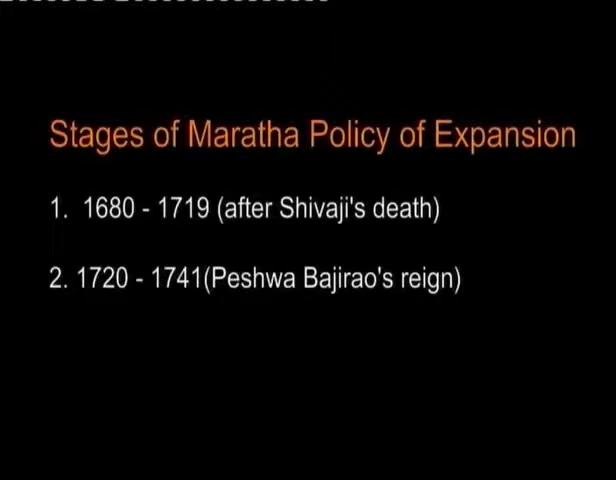 Stages of Maratha Policy of Expansion
1. 1680 - 1719 (after Shivaji's death)
2. 1720 - 1741(Peshwa Bajirao's reign)